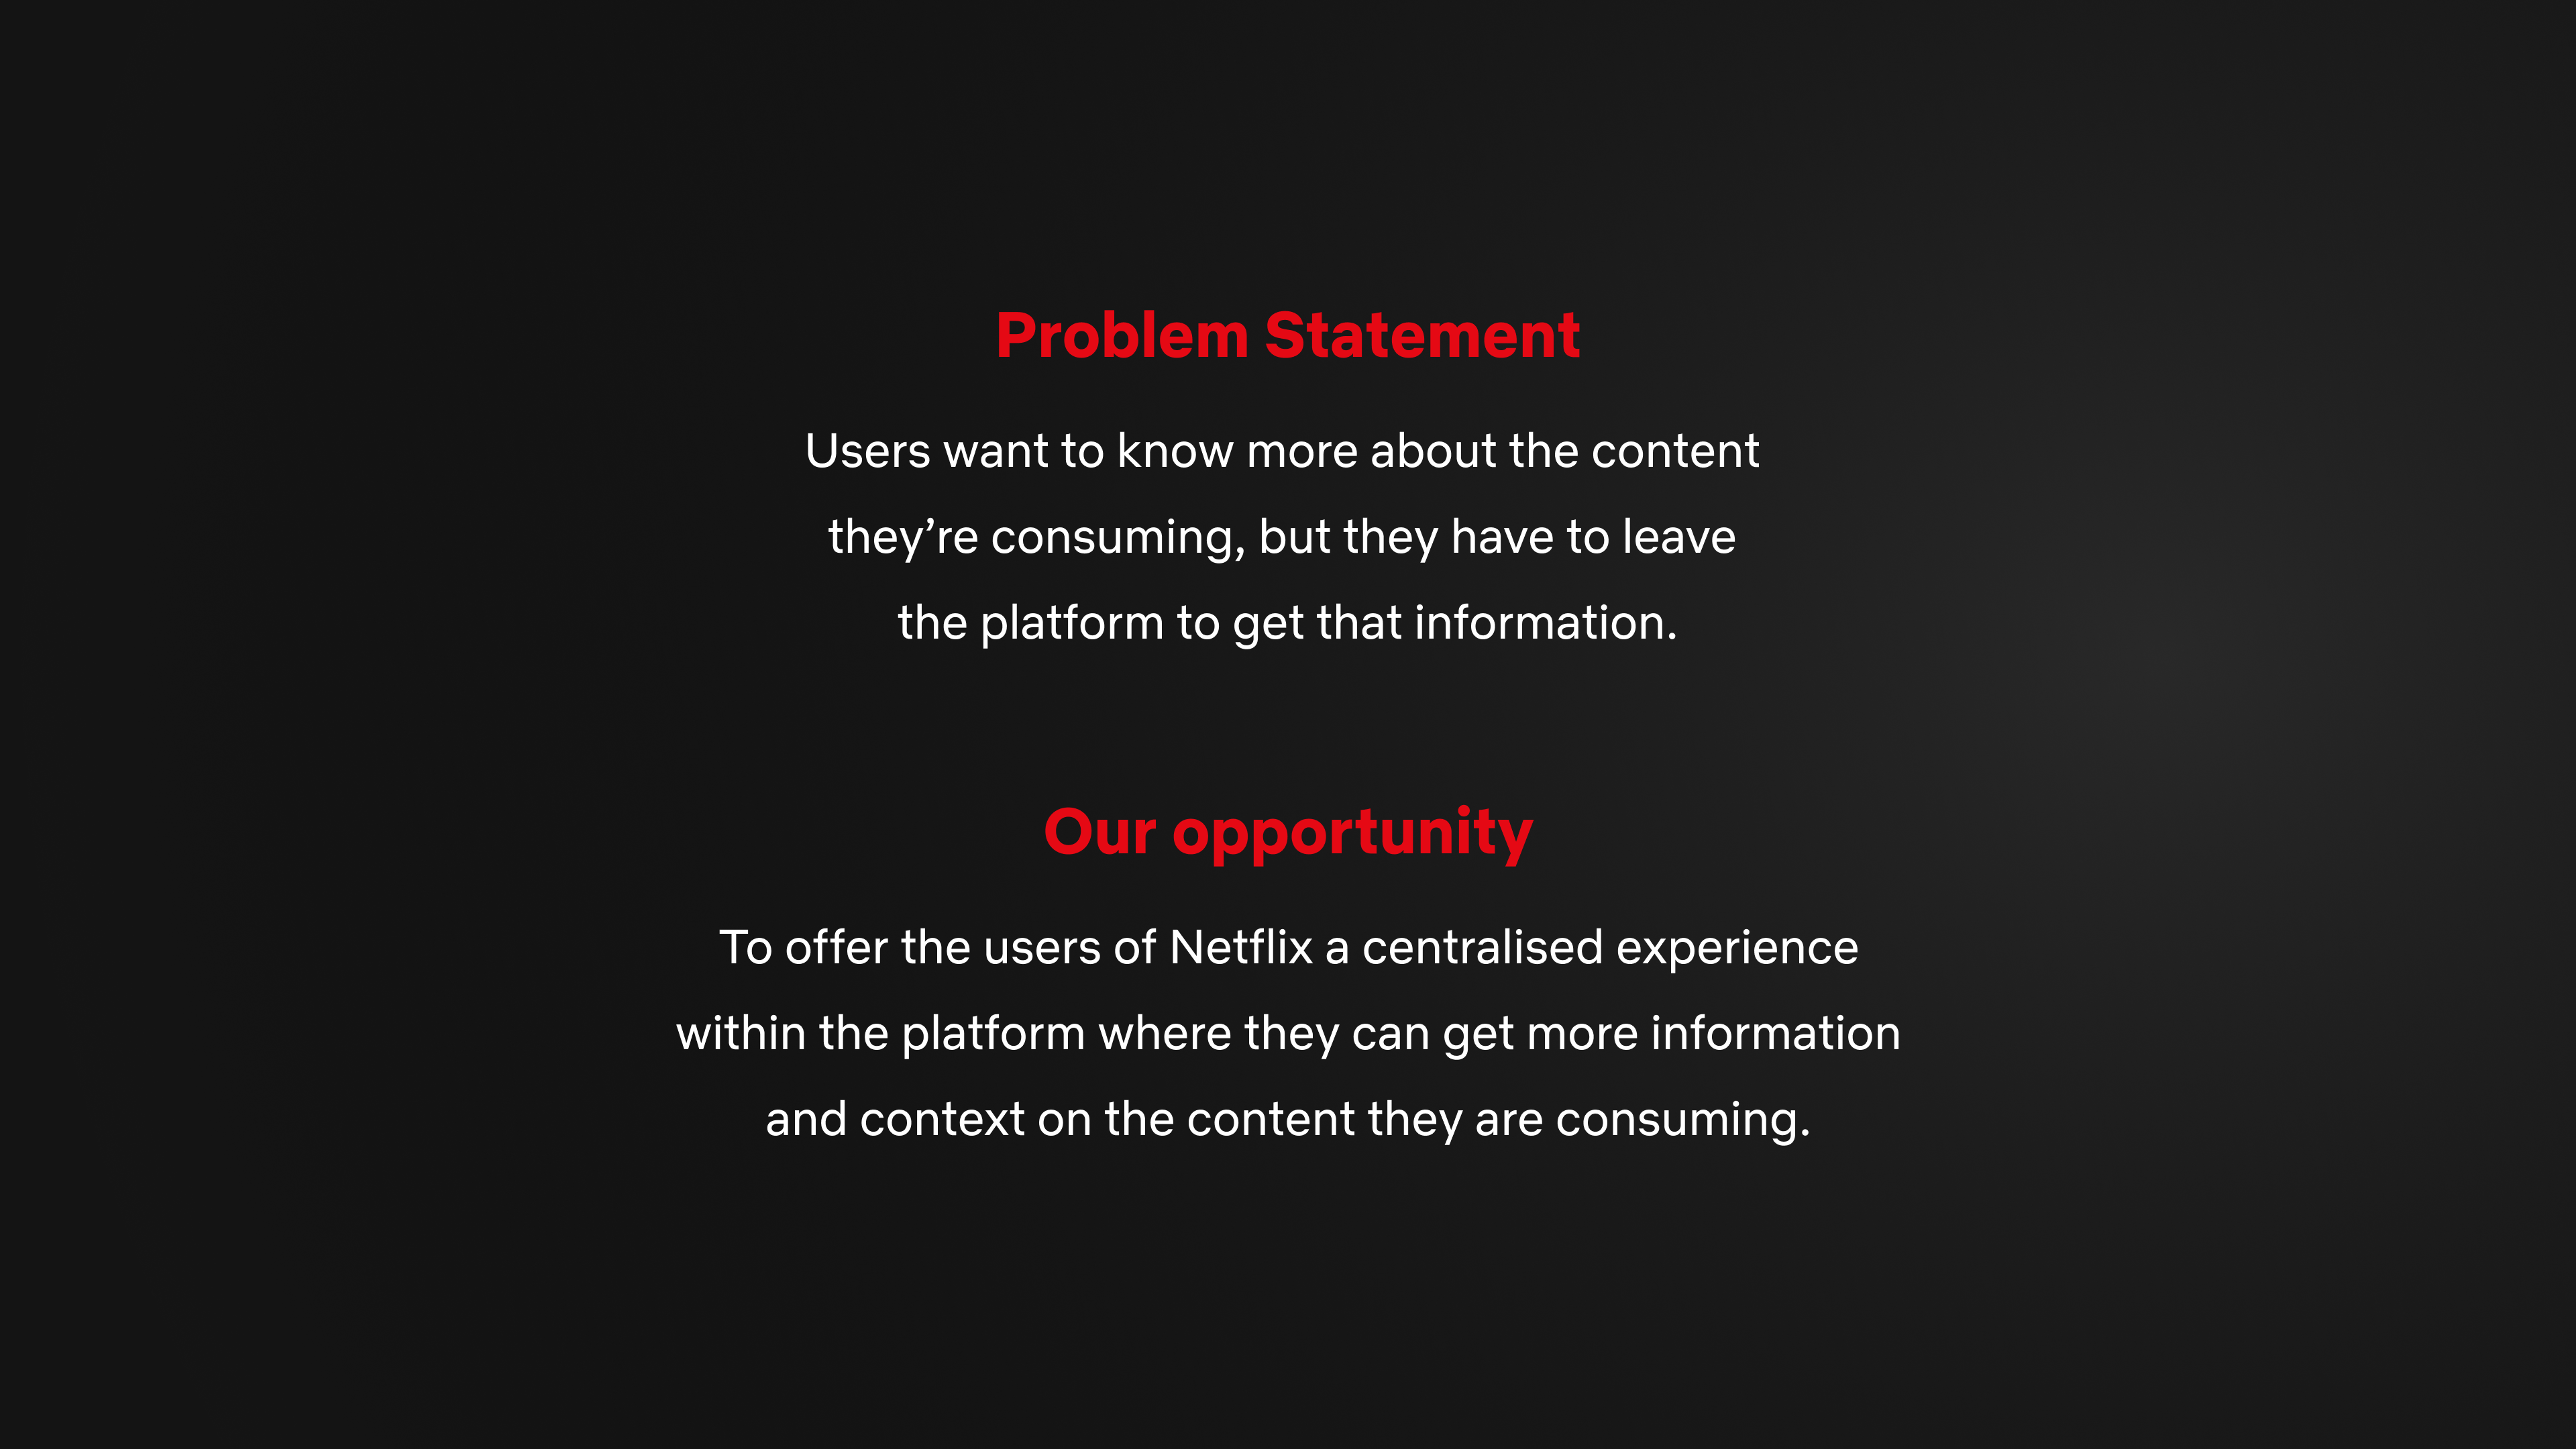 Problem Statement
Users want to know more about the content
they’re consuming, but they have to leave
the platform to get that information.
Our opportunity
To offer the users of Netflix a centralised experience
within the platform where they can get more information
and context on the content they are consuming.